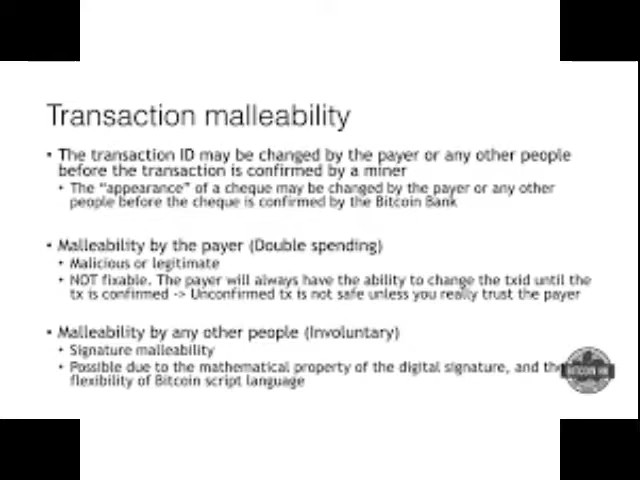 Transaction malleability
• The transaction ID may be changed by the payer or any other people
before the transaction is confirmed by a miner
• The “appearance” of a cheque may be changed by the payer or any other
people before the cheque is confirmed by the Bitcoin Bank
• Malleability by the payer (Double spending)
• Malicious or legitimate
• NOT fixable. The payer will always have the ability to change the txid until the
tx is confirmed -> Unconfirmed tx is not safe unless you really trust the payer
• Malleability by any other people (Involuntary)
• Signature malleability
• Possible due to the mathematical property of the digital signature, and the
flexibility of Bitcoin script language
BITCOIN HK